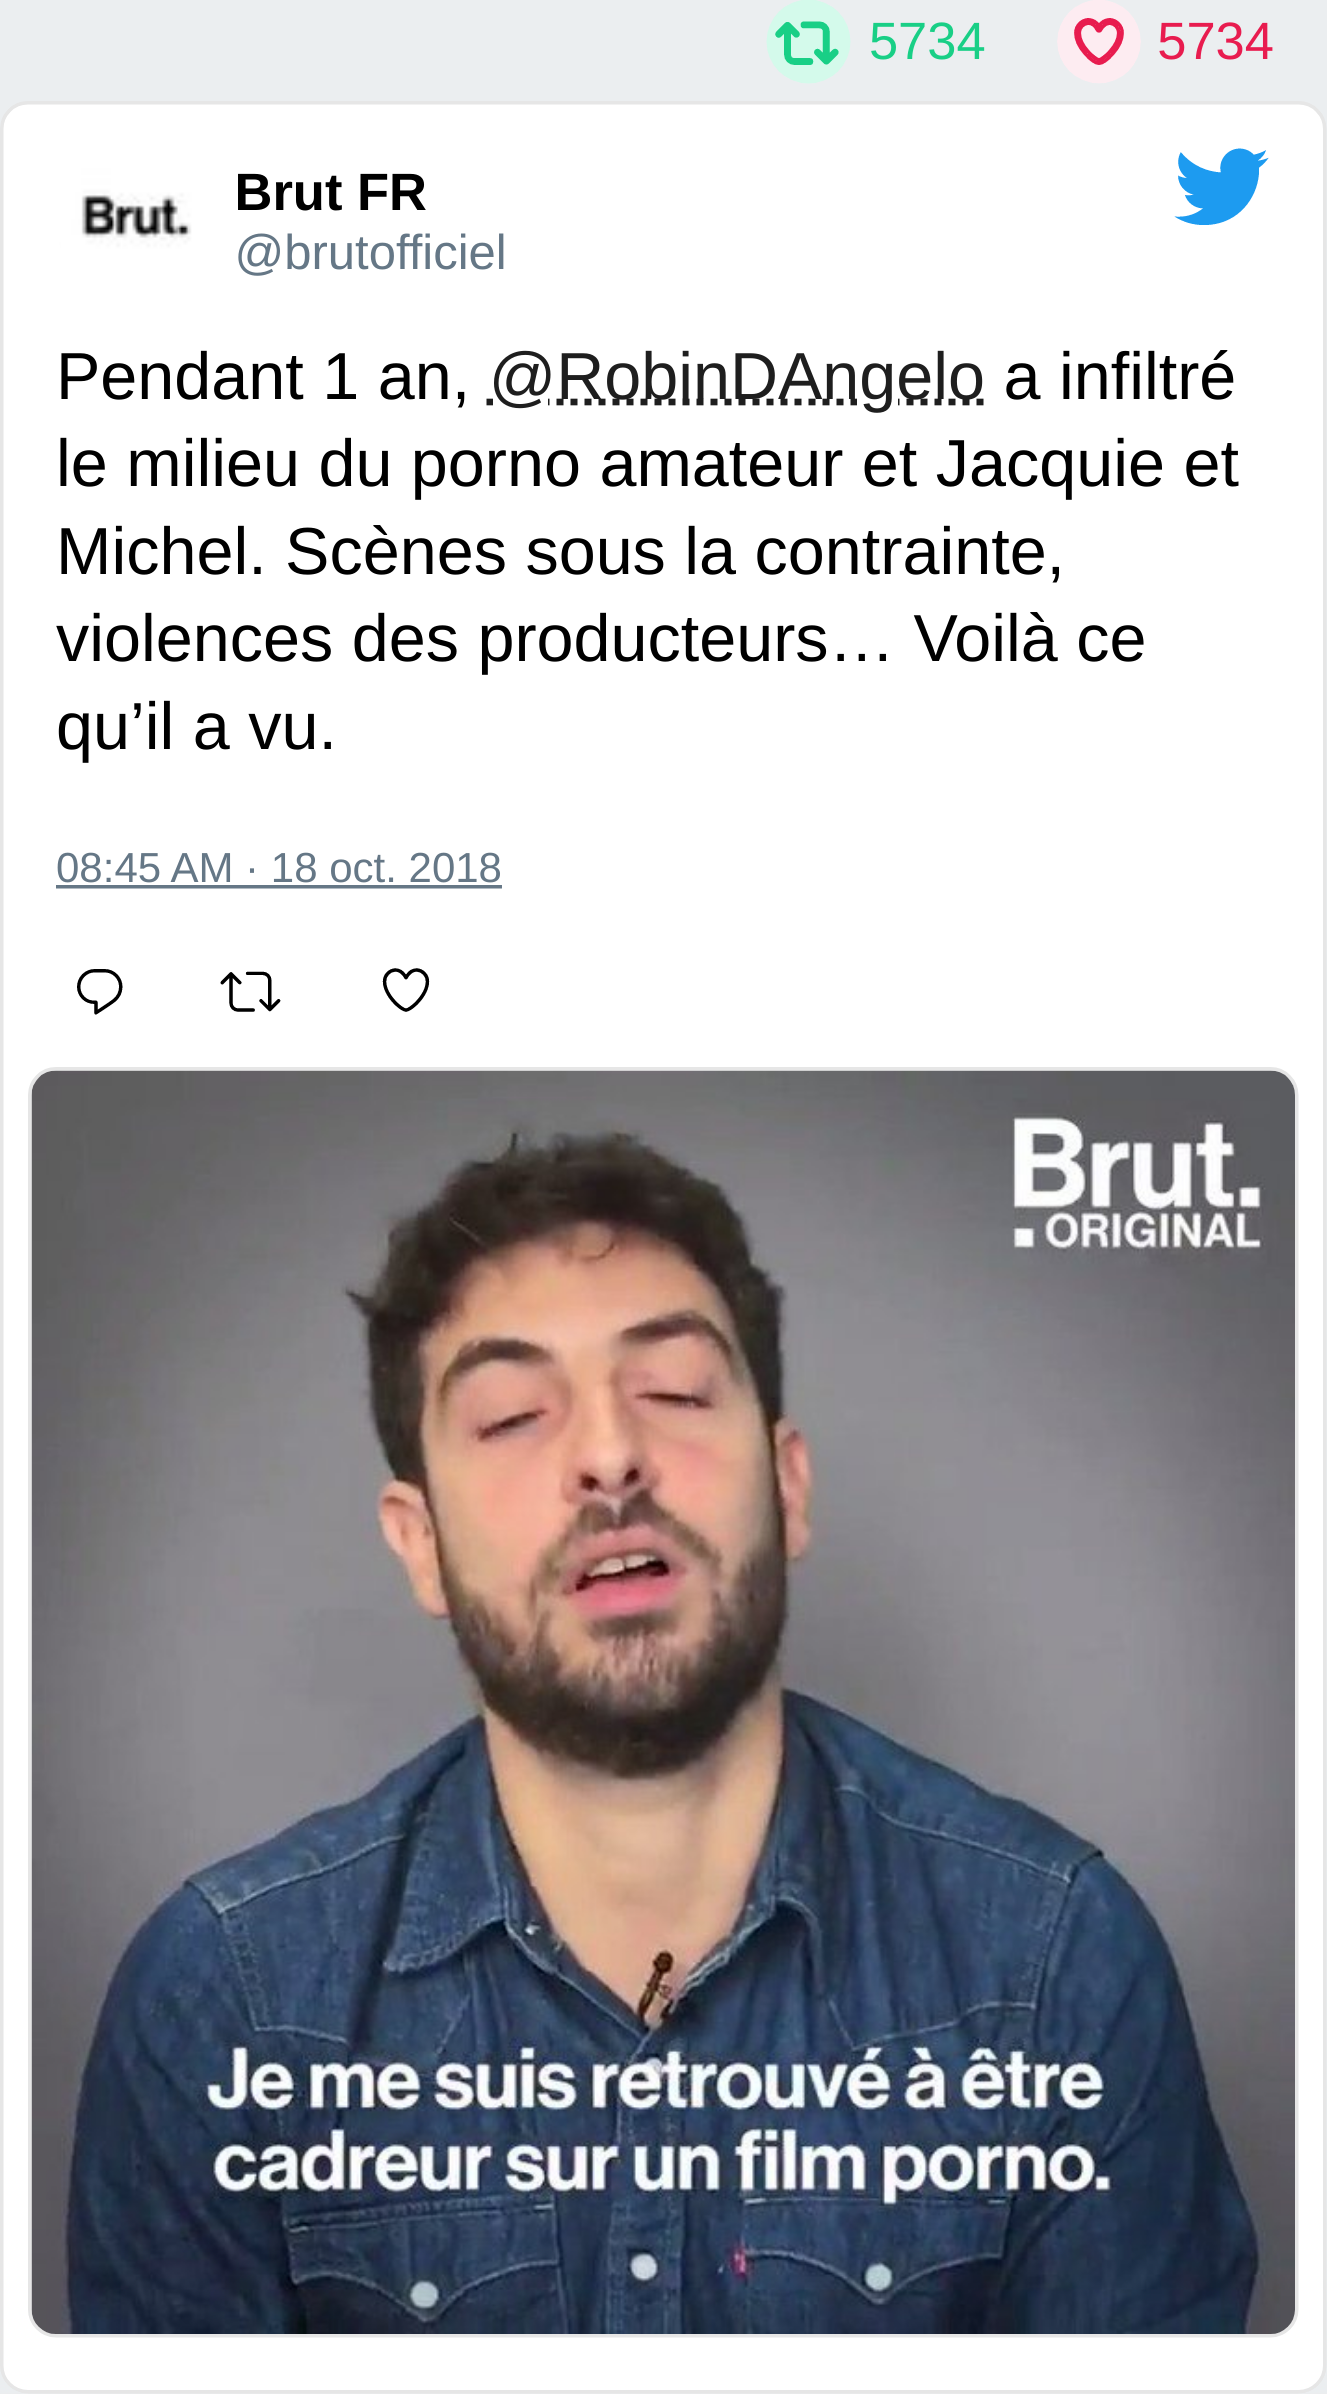 5734 5734
Brut.
Brut FR
@brutofficiel
Pendant 1 an, @RobinDAngelo a infiltré
le milieu du porno amateur et Jacquie et
Michel. Scènes sous la contrainte,
violences des producteurs… Voilà ce
qu’il a vu.
08:45 AM · 18 oct. 2018
Brut.
ORIGINAL
Je me suis retrouvé à être
cadreur sur un film porno.